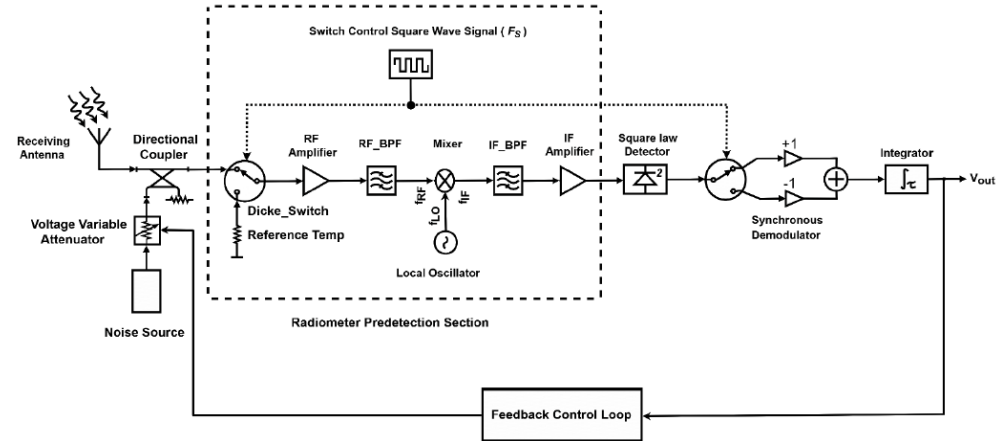 Switch Control Square Wave Signal ( Fs )
Receiving
Antenna
Directional
Coupler
RF
Amplifier
RF_BPF
Mixer
IF_BPF
IF
Amplifier
Square law
Detector
2
+1
-1
Integrator
∫τ
Vout
fRF
fLO
fIF
Dicke_Switch
Reference Temp
Synchronous
Demodulator
Voltage Variable
Attenuator
Local Oscillator
Noise Source
Radiometer Predetection Section
Feedback Control Loop